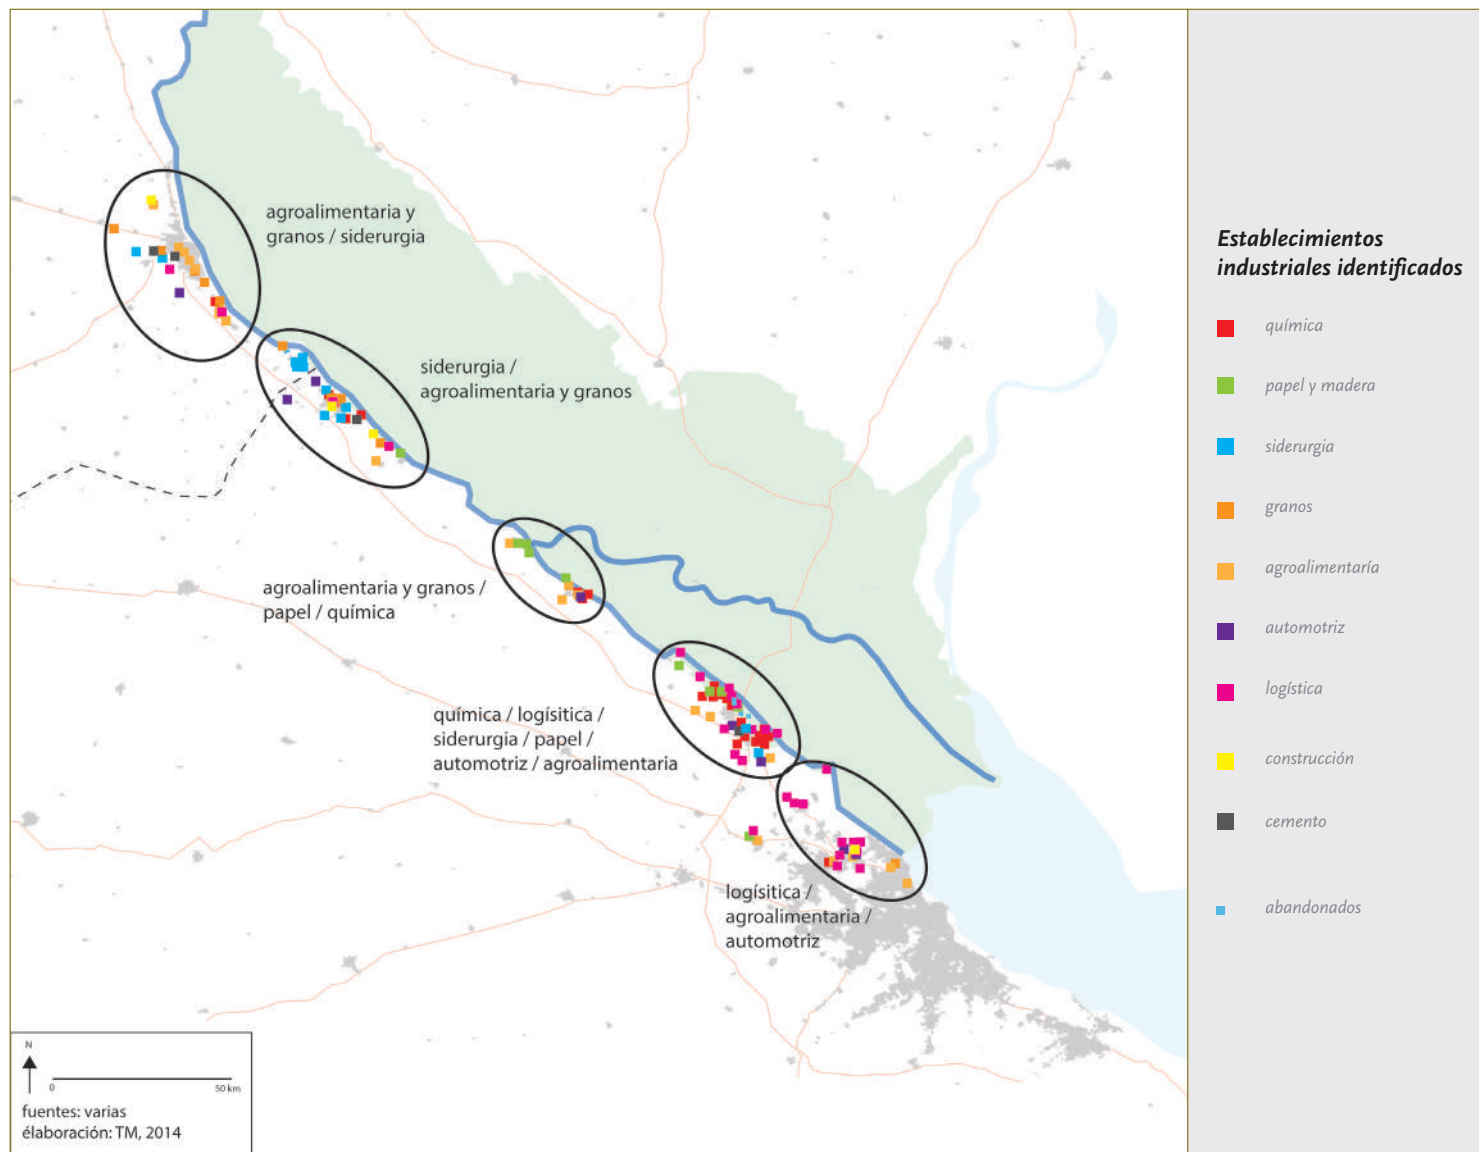 agroalimentaria y
granos / siderurgia
siderurgia /
agroalimentaria y granos
agroalimentaria y granos /
papel / química
química / logísitica /
siderurgia / papel /
automotriz / agroalimentaria
logísitica /
agroalimentaria /
automotriz
N
0 50 km
fuentes: varias
élaboración: TM, 2014
Establecimientos
industriales identificados
química
papel y madera
siderurgia
granos
agroalimentaría
automotriz
logística
construcción
cemento
abandonados